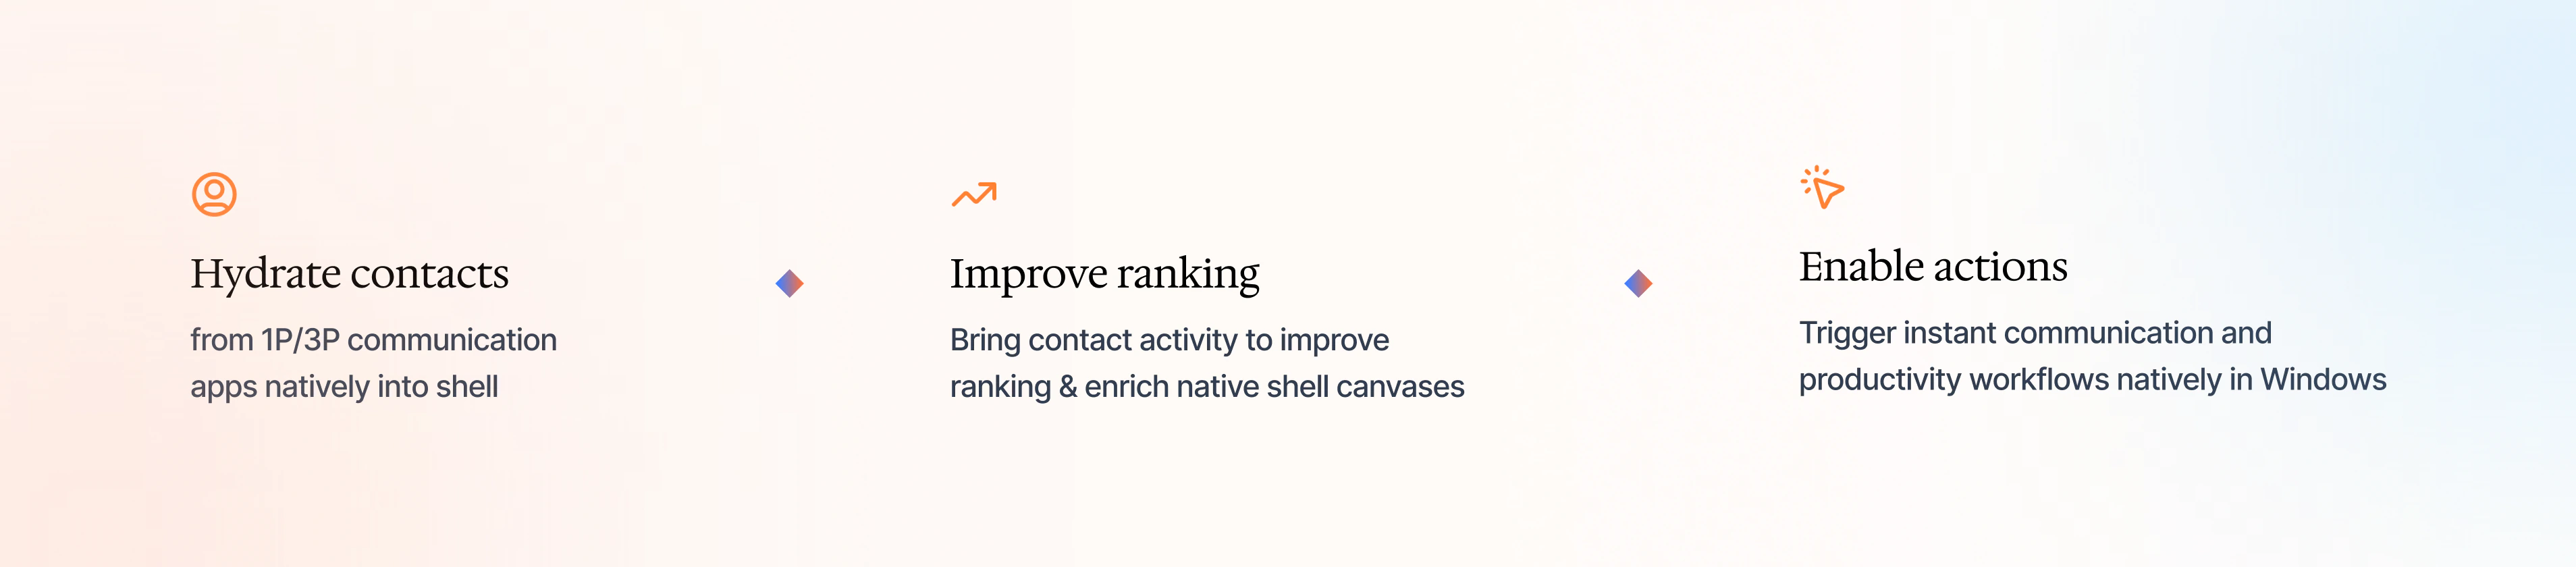 Hydrate contacts
from 1P/3P communication
apps natively into shell
Improve ranking
Bring contact activity to improve
ranking & enrich native shell canvases
Enable actions
Trigger instant communication and
productivity workflows natively in Windows